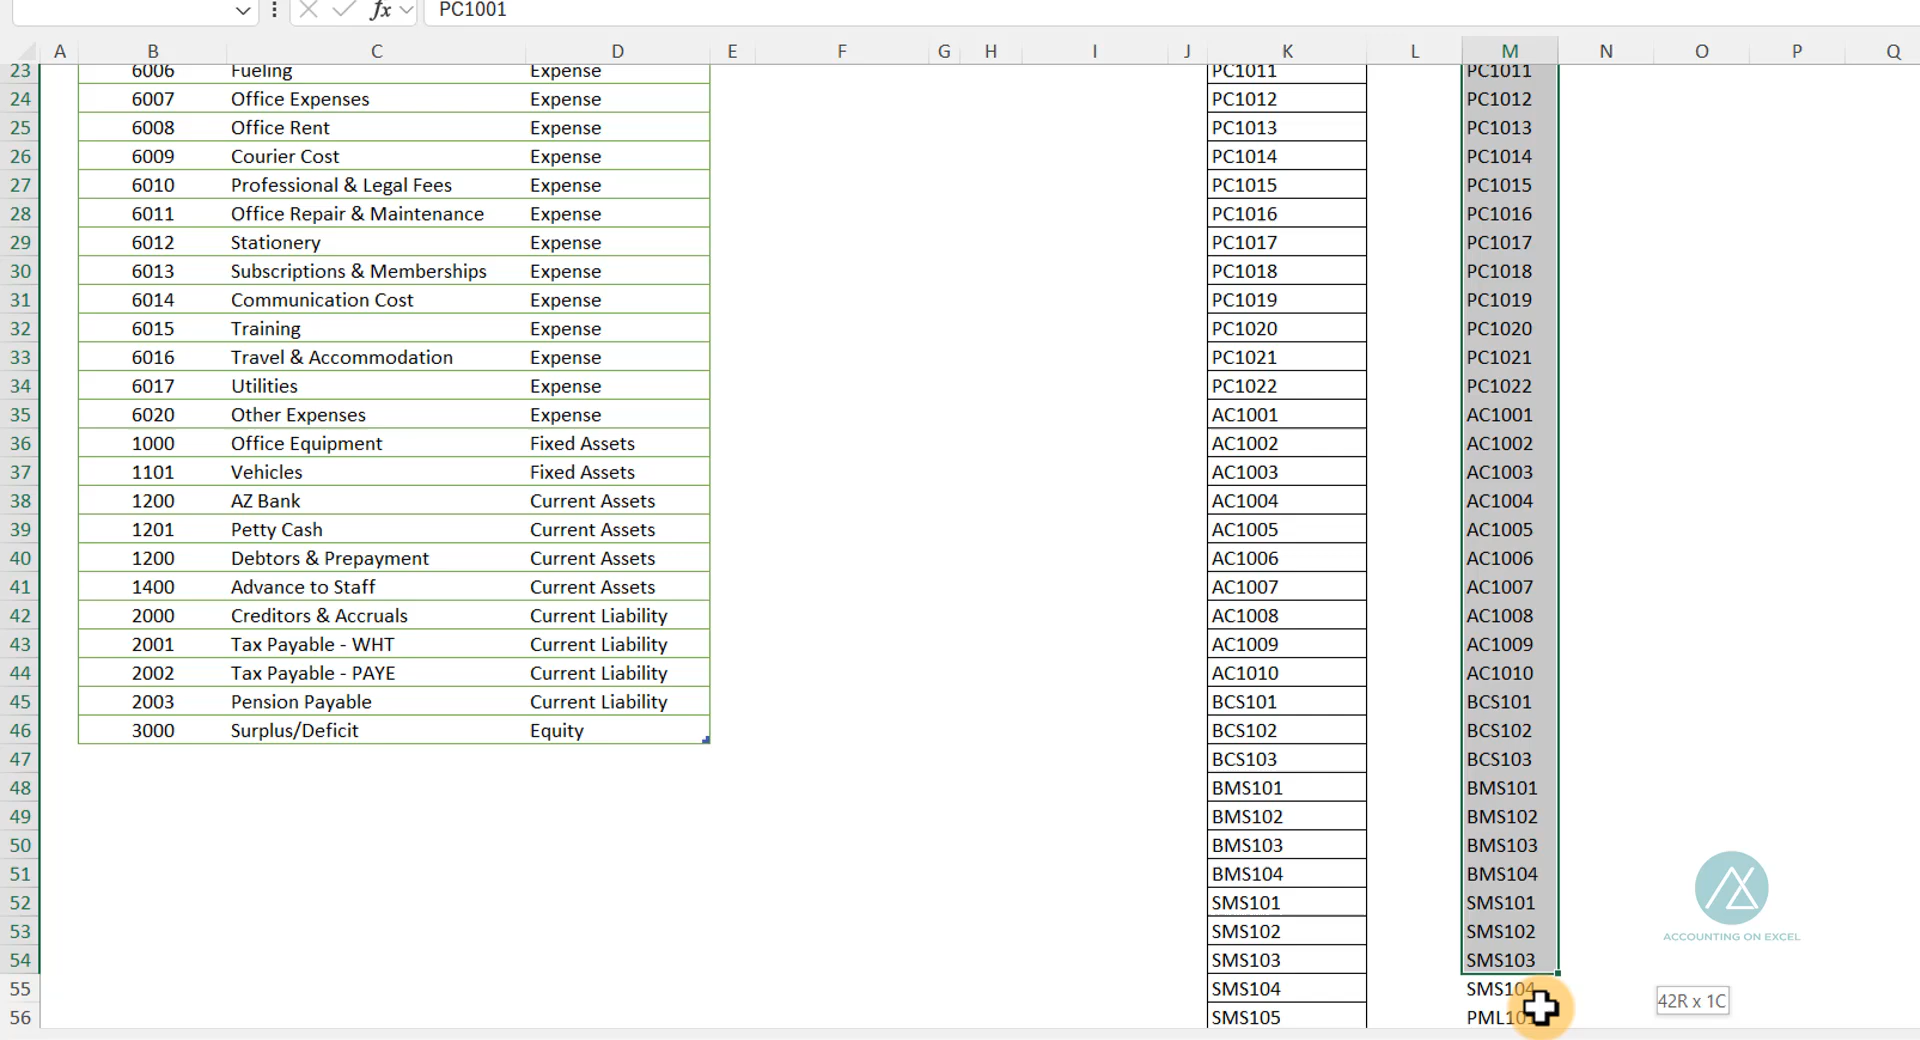 fx PC1001
A B C D E F G H I J K L M N O P Q
23 6006 Fueling Expense PC1011 PC1011
24 6007 Office Expenses Expense PC1012 PC1012
25 6008 Office Rent Expense PC1013 PC1013
26 6009 Courier Cost Expense PC1014 PC1014
27 6010 Professional & Legal Fees Expense PC1015 PC1015
28 6011 Office Repair & Maintenance Expense PC1016 PC1016
29 6012 Stationery Expense PC1017 PC1017
30 6013 Subscriptions & Memberships Expense PC1018 PC1018
31 6014 Communication Cost Expense PC1019 PC1019
32 6015 Training Expense PC1020 PC1020
33 6016 Travel & Accommodation Expense PC1021 PC1021
34 6017 Utilities Expense PC1022 PC1022
35 6020 Other Expenses Expense AC1001 AC1001
36 1000 Office Equipment Fixed Assets AC1002 AC1002
37 1101 Vehicles Fixed Assets AC1003 AC1003
38 1200 AZ Bank Current Assets AC1004 AC1004
39 1201 Petty Cash Current Assets AC1005 AC1005
40 1200 Debtors & Prepayment Current Assets AC1006 AC1006
41 1400 Advance to Staff Current Assets AC1007 AC1007
42 2000 Creditors & Accruals Current Liability AC1008 AC1008
43 2001 Tax Payable - WHT Current Liability AC1009 AC1009
44 2002 Tax Payable - PAYE Current Liability AC1010 AC1010
45 2003 Pension Payable Current Liability BCS101 BCS101
46 3000 Surplus/Deficit Equity BCS102 BCS102
47 BCS103 BCS103
48 BMS101 BMS101
49 BMS102 BMS102
50 BMS103 BMS103
51 BMS104 BMS104
52 SMS101 SMS101
53 SMS102 SMS102
ACCOUNTING ON EXCEL
54 SMS103 SMS103
55 SMS104 SMS104
42R x 1C
56 SMS105